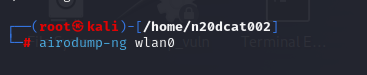 ┌──(root㉿kali)-[/home/n20dcat002]
└─# airodump-ng wlan0